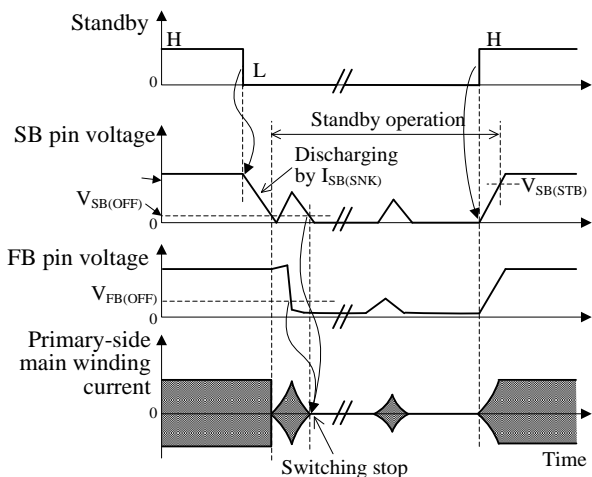 Standby
H
H
L
0
Standby operation
SB pin voltage
Discharging
by I_SB(SNK)
V_SB(STB)
V_SB(OFF)
0
FB pin voltage
V_FB(OFF)
0
Primary-side
main winding
current
0
Time
Switching stop